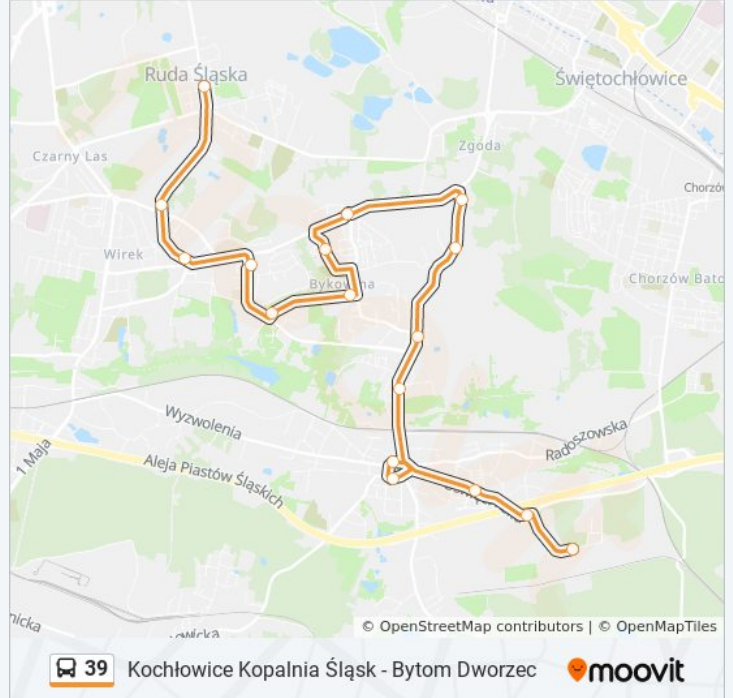 Ruda Śląska
Świętochłowice
Zgoda
Czarny Las
Chorzów
Wirek
Chorzów Bato
Bykowina
Wyzwolenia
Radoszowska
1 Maja
Aleja Piastów Śląskich
nicka
© OpenStreetMap contributors | © OpenMapTiles
39 Kochłowice Kopalnia Śląsk - Bytom Dworzec moovit